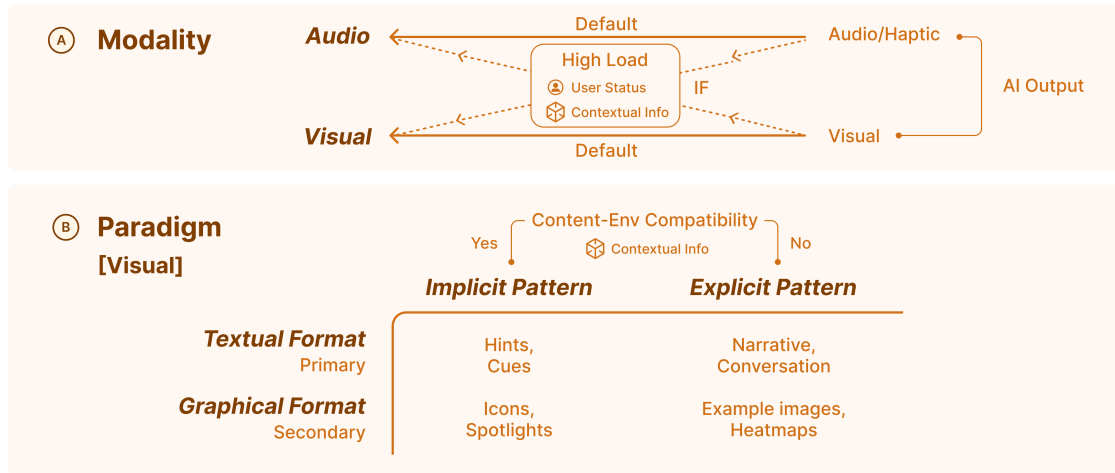 A
Modality
Audio
Default
Audio/Haptic
High Load
User Status
Contextual Info
IF
AI Output
Visual
Default
Visual
B
Paradigm
[Visual]
Content-Env Compatibility
Yes
Contextual Info
No
Implicit Pattern
Explicit Pattern
Textual Format
Primary
Hints,
Cues
Narrative,
Conversation
Graphical Format
Secondary
Icons,
Spotlights
Example images,
Heatmaps